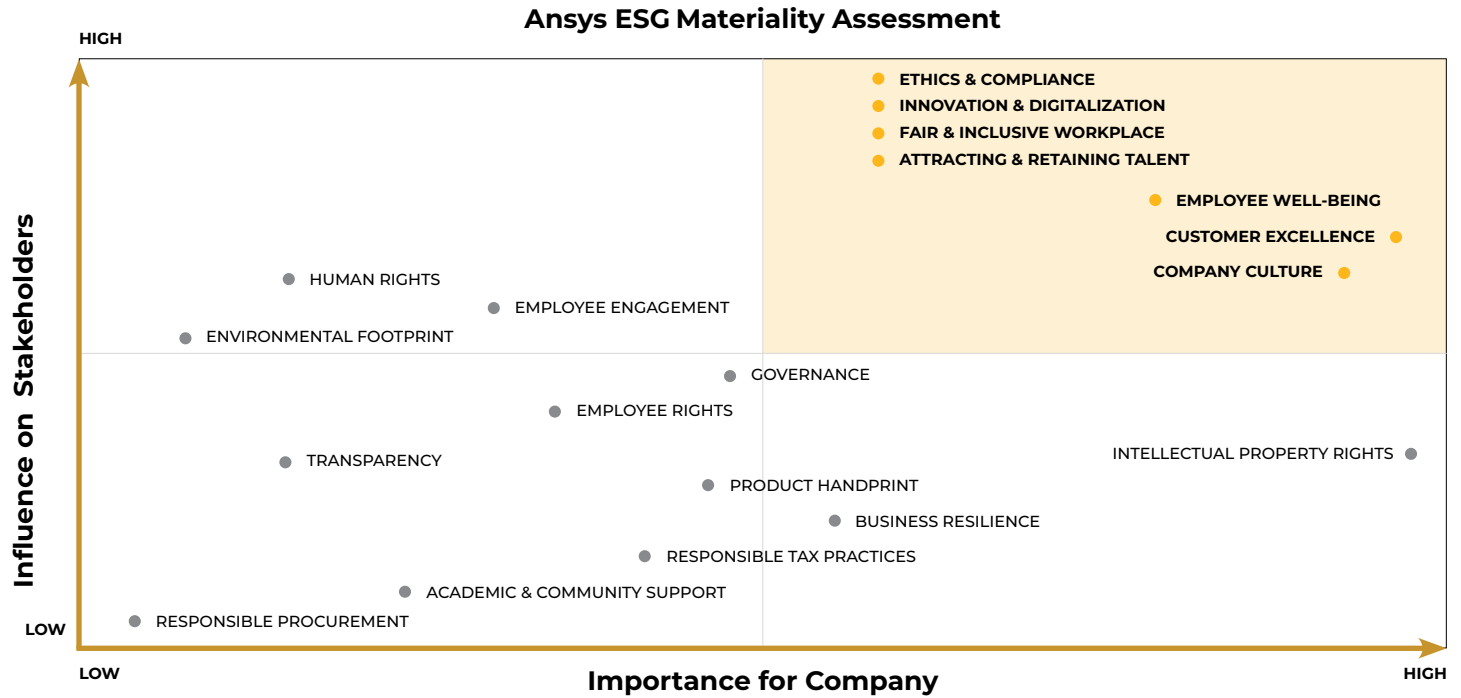 Ansys ESG Materiality Assessment
HIGH
ETHICS & COMPLIANCE
INNOVATION & DIGITALIZATION
FAIR & INCLUSIVE WORKPLACE
ATTRACTING & RETAINING TALENT
EMPLOYEE WELL-BEING
CUSTOMER EXCELLENCE
COMPANY CULTURE
HUMAN RIGHTS
EMPLOYEE ENGAGEMENT
ENVIRONMENTAL FOOTPRINT
GOVERNANCE
EMPLOYEE RIGHTS
INTELLECTUAL PROPERTY RIGHTS
TRANSPARENCY
PRODUCT HANDPRINT
BUSINESS RESILIENCE
RESPONSIBLE TAX PRACTICES
ACADEMIC & COMMUNITY SUPPORT
RESPONSIBLE PROCUREMENT
Influence on Stakeholders
LOW
LOW
Importance for Company
HIGH